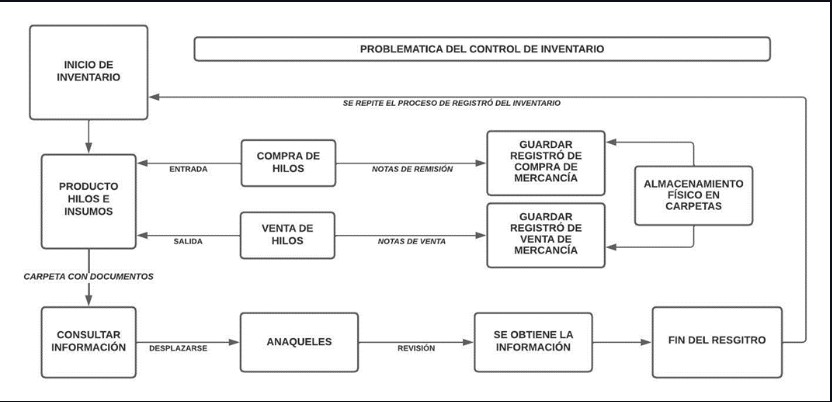 INICIO DE
INVENTARIO
PROBLEMATICA DEL CONTROL DE INVENTARIO
SE REPITE EL PROCESO DE REGISTRÓ DEL INVENTARIO
PRODUCTO
HILOS E
INSUMOS
ENTRADA
COMPRA DE
HILOS
NOTAS DE REMISIÓN
GUARDAR
REGISTRÓ DE
COMPRA DE
MERCANCÍA
ALMACENAMIENTO
FÍSICO EN
CARPETAS
SALIDA
VENTA DE
HILOS
NOTAS DE VENTA
GUARDAR
REGISTRÓ DE
VENTA DE
MERCANCÍA
CARPETA CON DOCUMENTOS
CONSULTAR
INFORMACIÓN
DESPLAZARSE
ANAQUELES
REVISIÓN
SE OBTIENE LA
INFORMACIÓN
FIN DEL RESGITRO